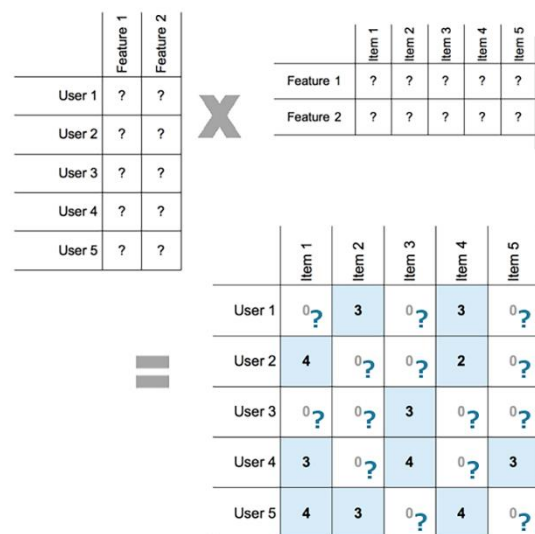 Feature 1 Feature 2
User 1 ? ?
User 2 ? ?
User 3 ? ?
User 4 ? ?
User 5 ? ?
X
Item 1 Item 2 Item 3 Item 4 Item 5
Feature 1 ? ? ? ? ?
Feature 2 ? ? ? ? ?
=
Item 1 Item 2 Item 3 Item 4 Item 5
User 1 0? 3 0? 3 0?
User 2 4 0? 0? 2 0?
User 3 0? 0? 3 0? 0?
User 4 3 0? 4 0? 3
User 5 4 3 0? 4 0?